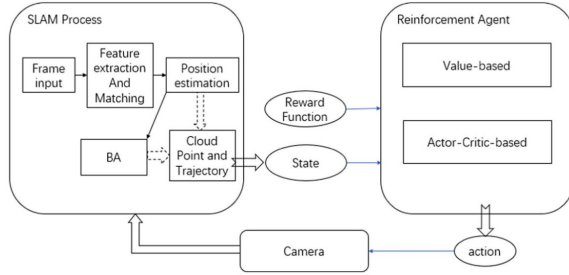 SLAM Process
Frame
input
Feature
extraction
And
Matching
Position
estimation
BA
Cloud
Point and
Trajectory
Reward
Function
State
Reinforcement Agent
Value-based
Actor-Critic-based
Camera
action